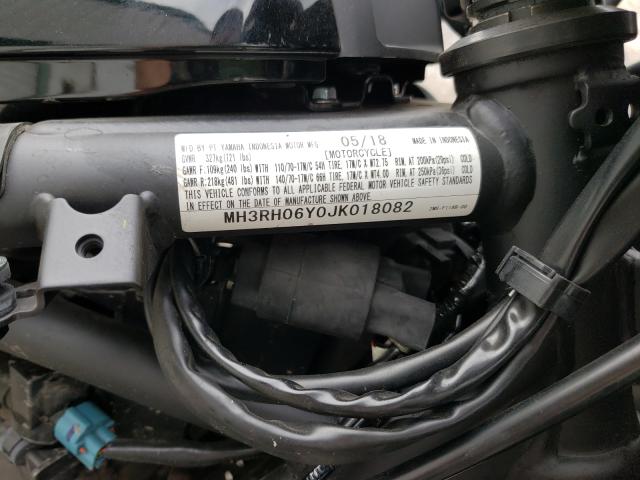 MFD BY PT YAMAHA INDONESIA MOTOR MFG 05/18 MADE IN INDONESIA
GVWR 327kg(721 lbs) [MOTORCYCLE]
GAWR F:109kg(240 lbs)WITH 110/70-17M/C 54H TIRE, 17M/C X MT2.75 RIM, AT 200kPa(29psi) COLD
GAWR R:218kg(481 lbs)WITH 140/70-17M/C 66H TIRE, 17M/C X MT4.00 RIM, AT 250kPa(36psi) COLD
THIS VEHICLE CONFORMS TO ALL APPLICABLE U.S. FEDERAL MOTOR VEHICLE SAFETY STANDARDS
IN EFFECT ON THE DATE OF MANUFACTURE SHOWN ABOVE
MH3RH06Y0JK018082